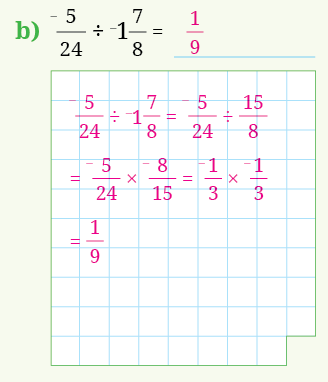 b) ⁻5/24 ÷ ⁻1 7/8 = 1/9
⁻5/24 ÷ ⁻1 7/8 = ⁻5/24 ÷ 15/8
= ⁻5/24 × ⁻8/15 = ⁻1/3 × ⁻1/3
= 1/9